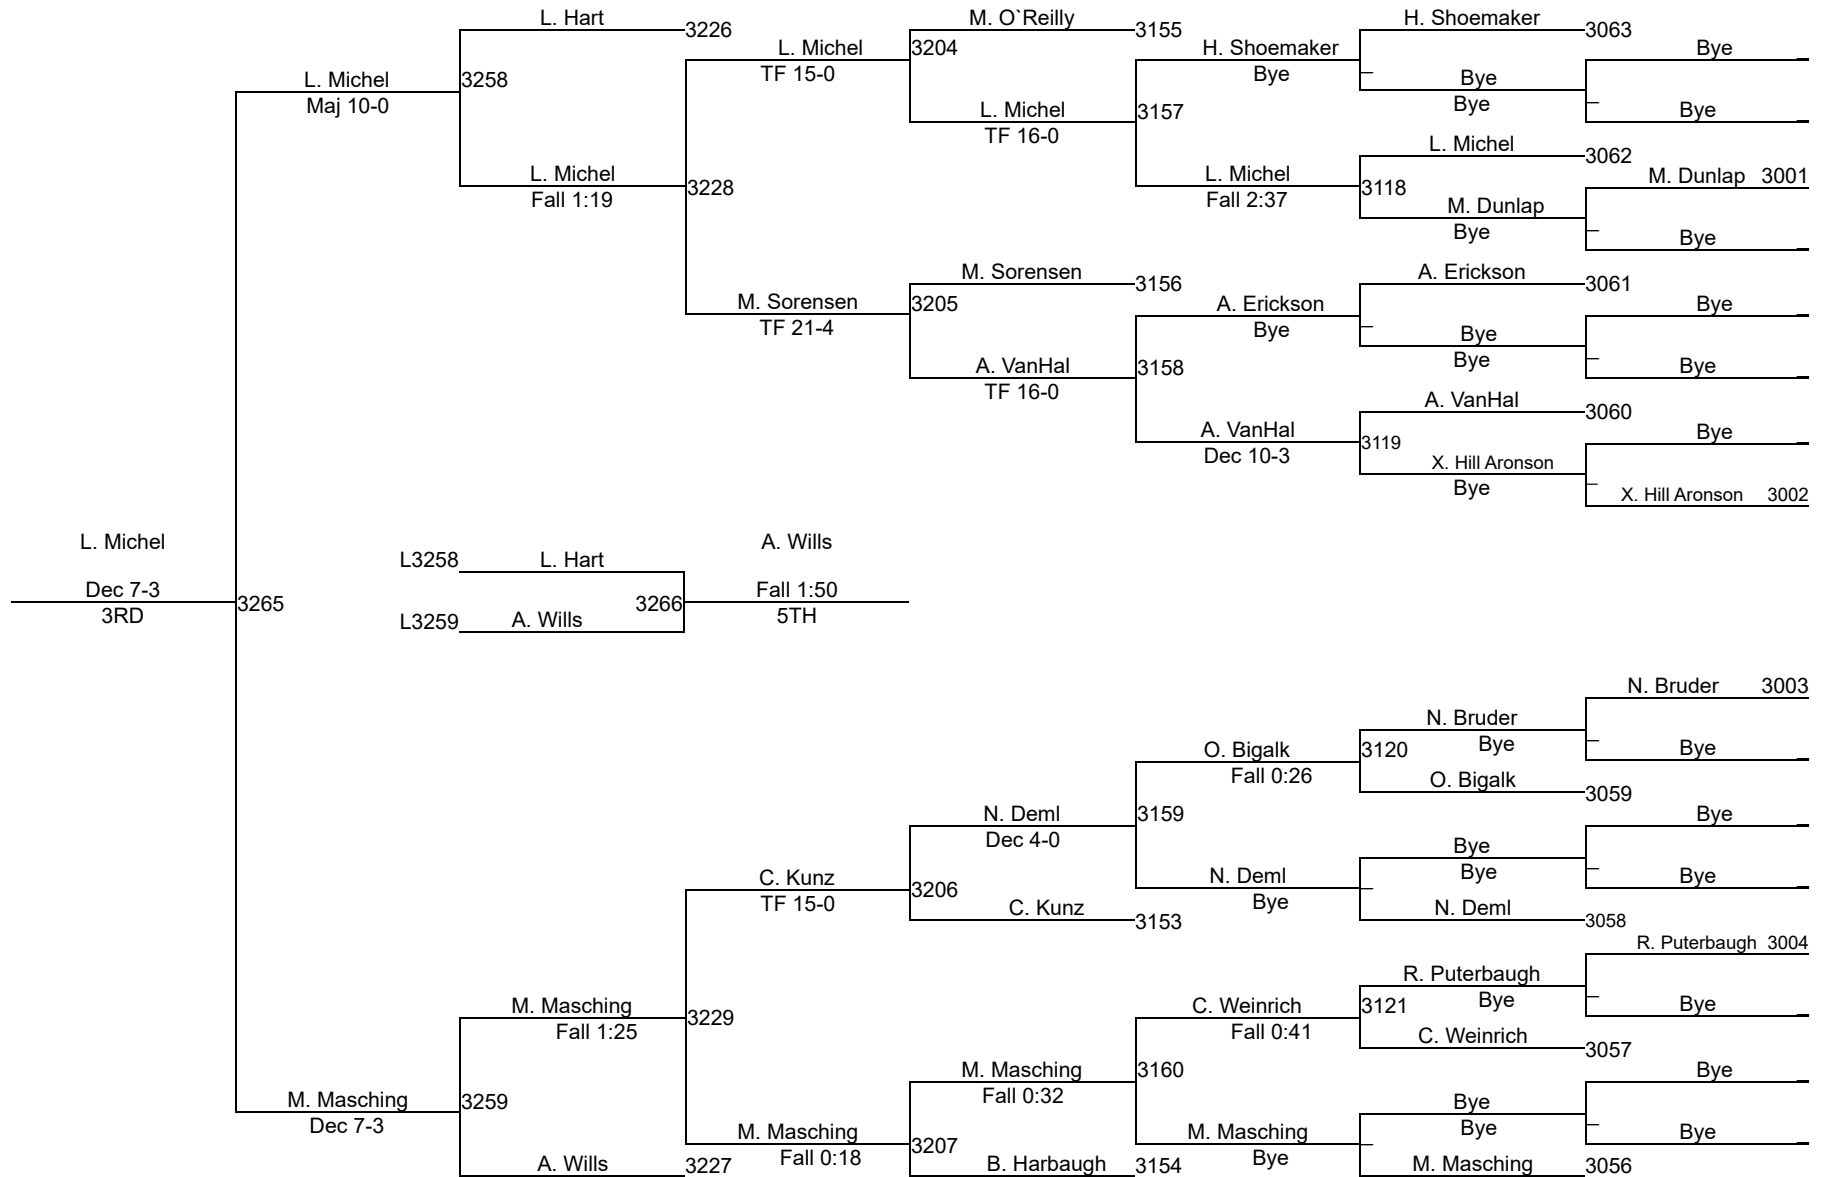 L. Hart
3226
L. Michel
Maj 10-0
3258
L. Michel
Fall 1:19
L. Michel
TF 15-0
3228
M. Sorensen
TF 21-4
M. O`Reilly
3155
3204
L. Michel
TF 16-0
M. Sorensen
3156
3205
A. VanHal
TF 16-0
H. Shoemaker
Bye
3157
L. Michel
Fall 2:37
A. Erickson
Bye
3158
A. VanHal
Dec 10-3
H. Shoemaker
3063
_
Bye
Bye
L. Michel
3062
3118
M. Dunlap
Bye
A. Erickson
3061
_
Bye
Bye
A. VanHal
3060
3119
X. Hill Aronson
Bye
Bye _
_
Bye _
M. Dunlap 3001
_
Bye _
Bye _
_
Bye _
Bye _
_
X. Hill Aronson 3002
L. Michel
Dec 7-3
3RD
3265
L3258
L. Hart
L3259
A. Wills
3266
A. Wills
Fall 1:50
5TH
M. Masching
Dec 7-3
3259
M. Masching
Fall 1:25
A. Wills
3227
C. Kunz
TF 15-0
3229
M. Masching
Fall 0:18
N. Deml
Dec 4-0
3206
C. Kunz
3153
M. Masching
Fall 0:32
3207
B. Harbaugh
3154
O. Bigalk
Fall 0:26
3159
N. Deml
Bye
C. Weinrich
Fall 0:41
3160
M. Masching
Bye
N. Bruder
Bye
3120
O. Bigalk
3059
Bye
Bye
_
N. Deml
3058
R. Puterbaugh
Bye
3121
C. Weinrich
3057
Bye
Bye
_
M. Masching
3056
N. Bruder 3003
_
Bye _
Bye _
_
Bye _
R. Puterbaugh 3004
_
Bye _
Bye _
_
Bye _